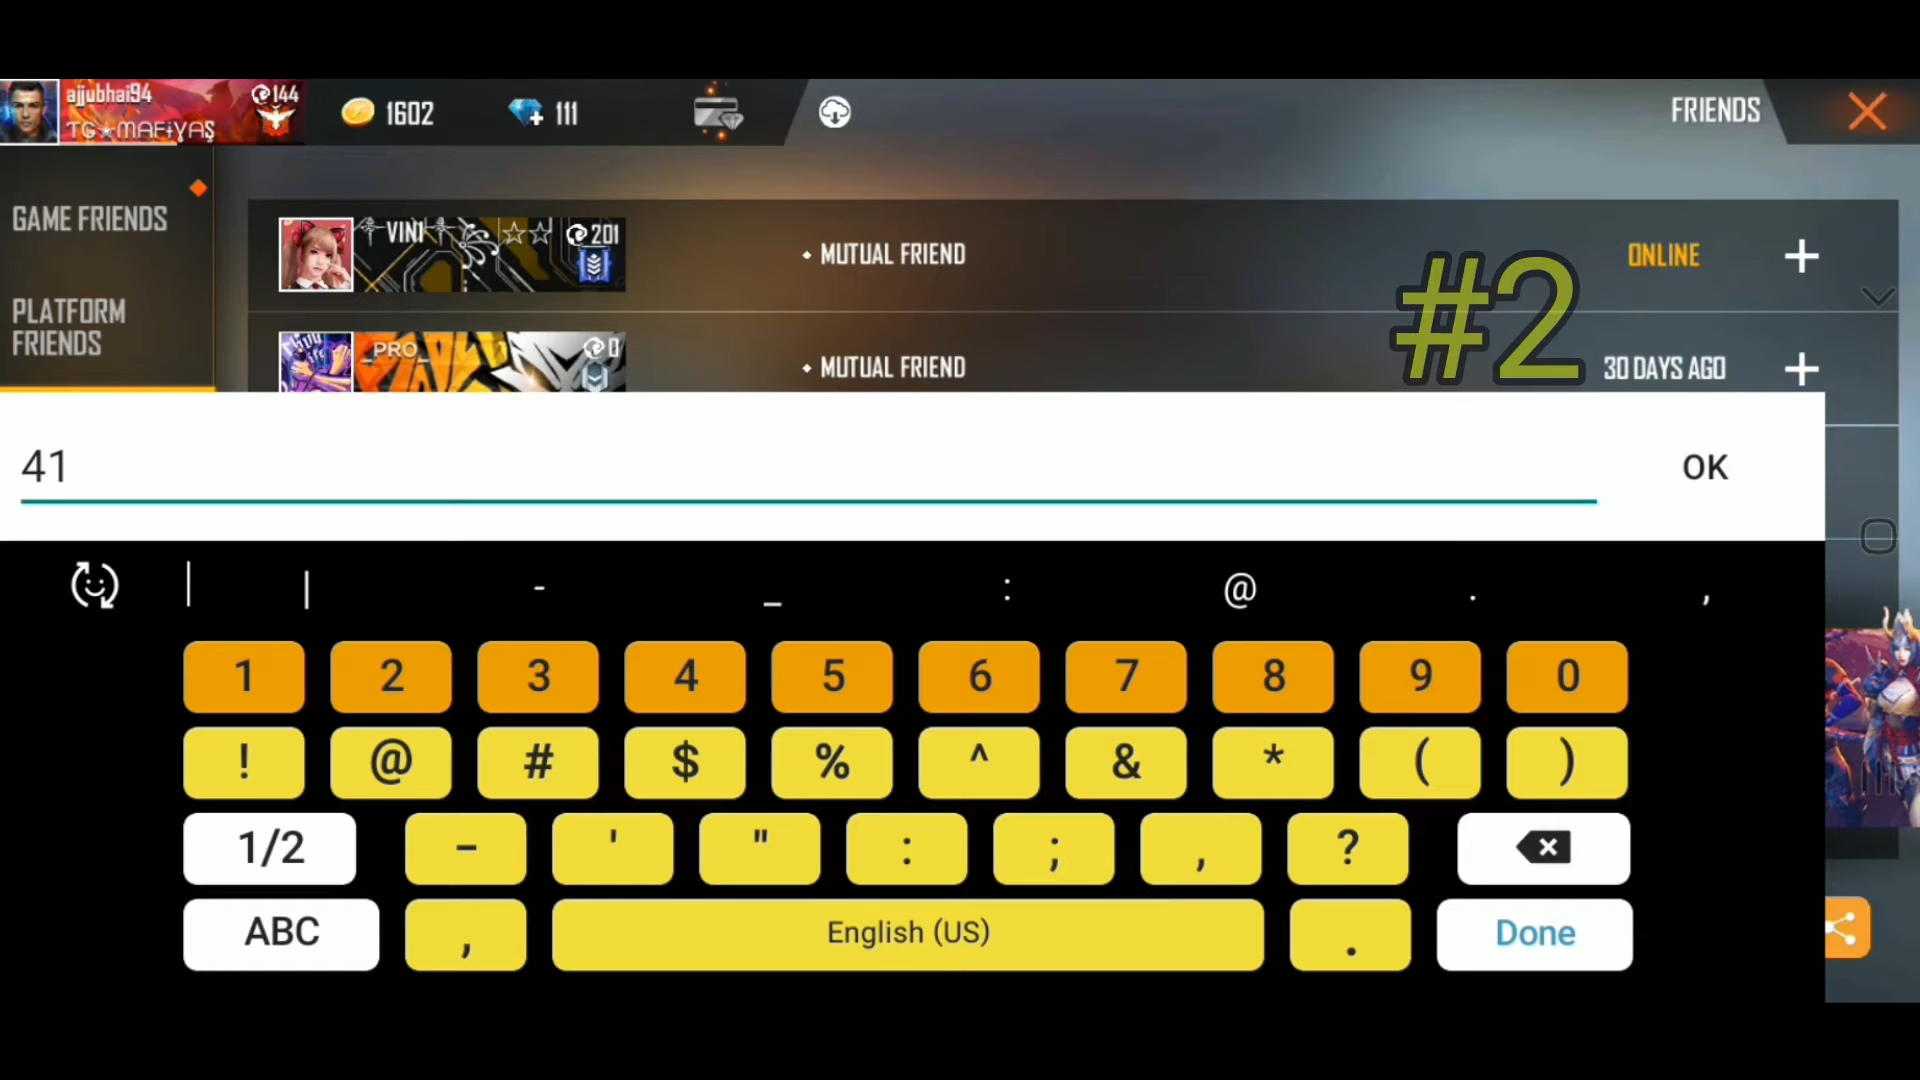 ajjubhai94
144
TG★MAFiYAS
1602
111
FRIENDS
GAME FRIENDS
PLATFORM
FRIENDS
VIN1
☆☆
201
• MUTUAL FRIEND
ONLINE
+
_PRO_
0
• MUTUAL FRIEND
30 DAYS AGO
+
#2
41
OK
| - _ : @ . ,
1 2 3 4 5 6 7 8 9 0
! @ # $ % ^ & * ( )
1/2 - ' " : ; , ?
ABC , English (US) . Done